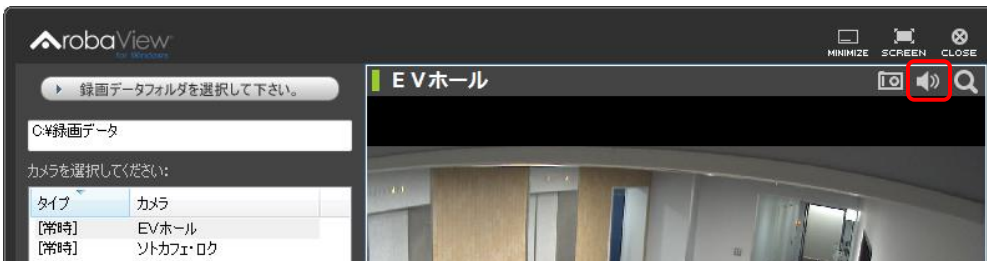 ArobaView
for Windows
MINIMIZE SCREEN CLOSE
録画データフォルダを選択して下さい。
EVホール
C:¥録画データ
カメラを選択してください:
タイプ カメラ
[常時] EVホール
[常時] ソトカフェ・ロク